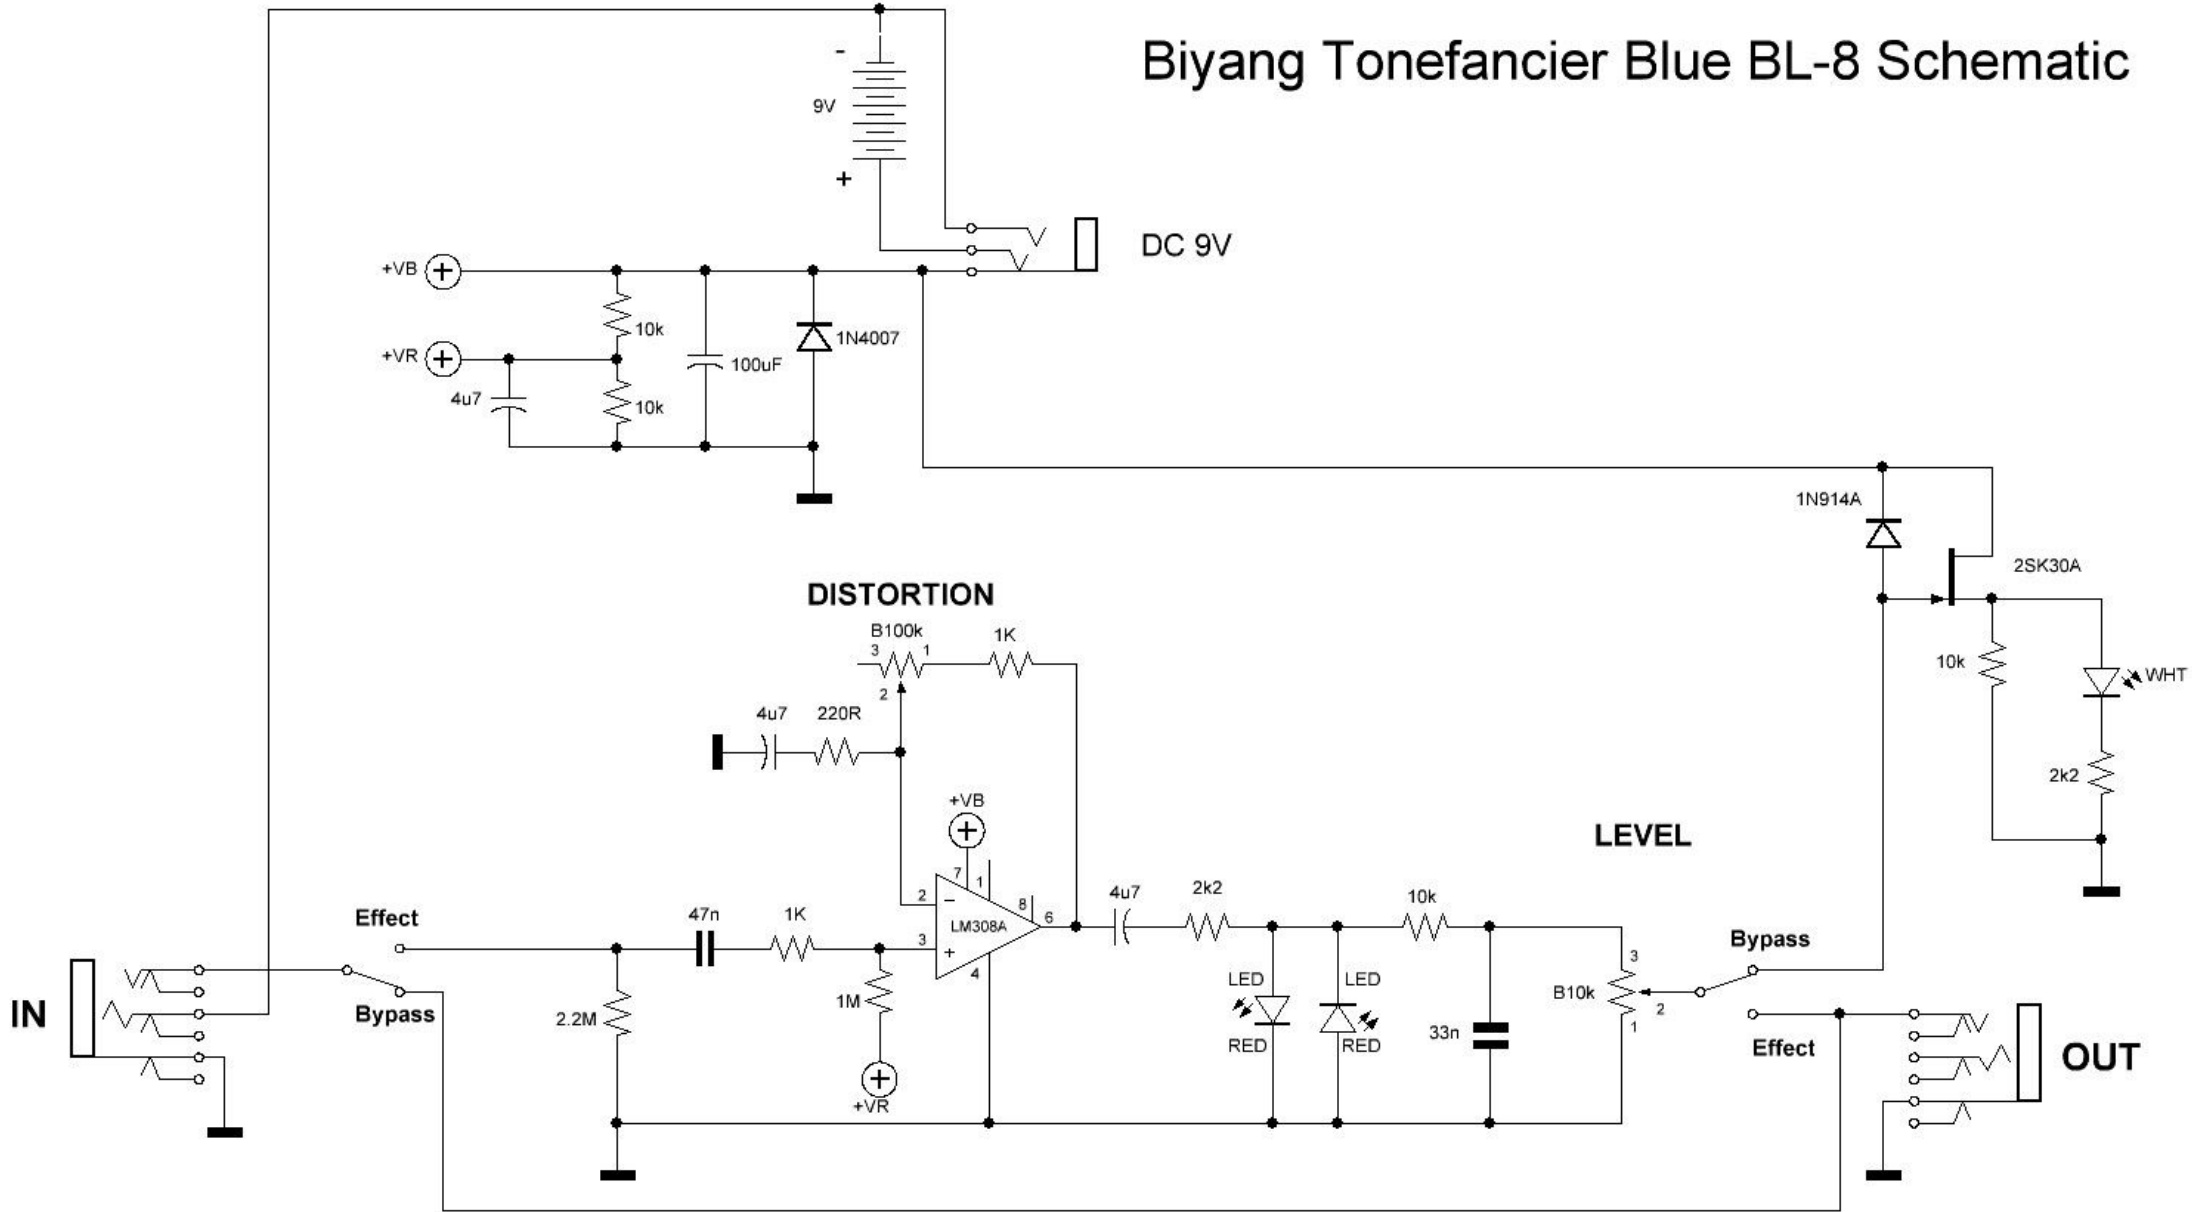 Biyang Tonefancier Blue BL-8 Schematic
-
9V
+
DC 9V
+VB
10k
1N4007
+VR
100uF
4u7
10k
1N914A
2SK30A
DISTORTION
B100k
1K
3
1
2
10k
WHT
4u7
220R
2k2
+VB
LEVEL
7
1
2
-
8
6
LM308A
3
+
4
4u7
2k2
10k
Effect
47n
1K
Bypass
3
LED
LED
B10k
2
1M
IN
Bypass
2.2M
1
33n
RED
RED
Effect
OUT
+VR